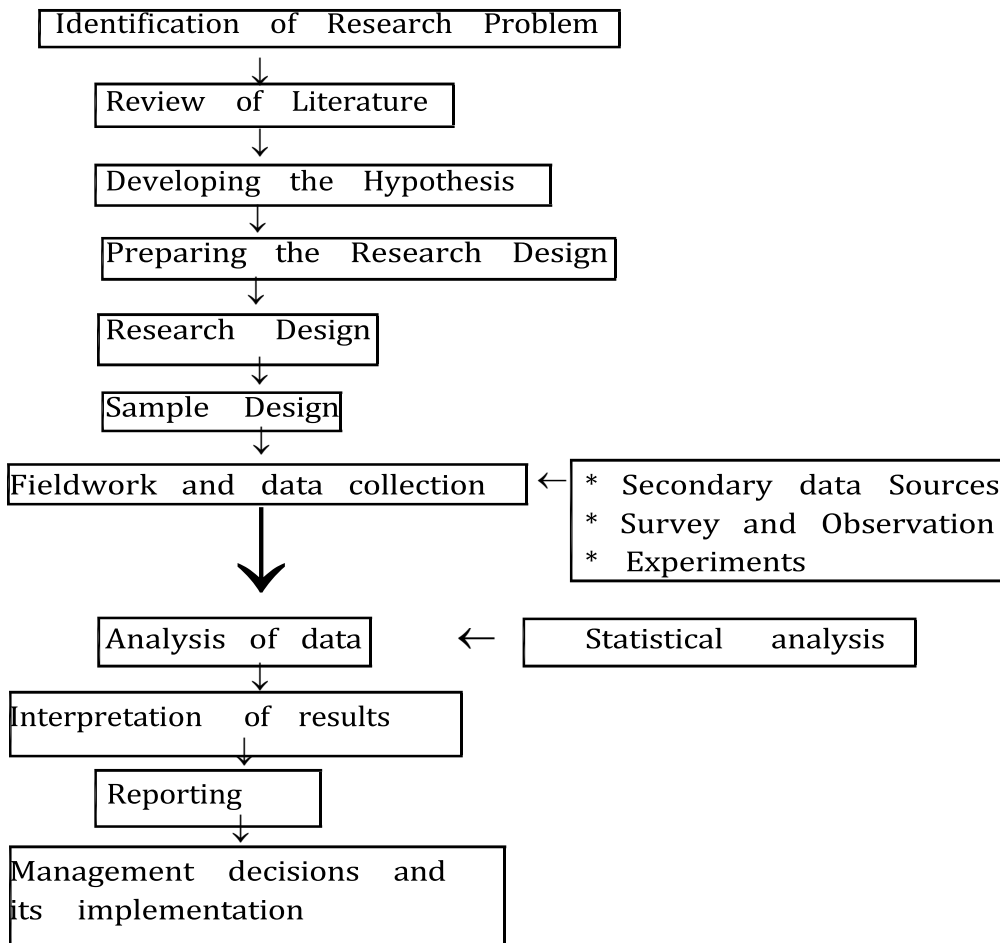 Identification of Research Problem
Review of Literature
Developing the Hypothesis
Preparing the Research Design
Research Design
Sample Design
Fieldwork and data collection
* Secondary data Sources
* Survey and Observation
* Experiments
Analysis of data
Statistical analysis
Interpretation of results
Reporting
Management decisions and
its implementation